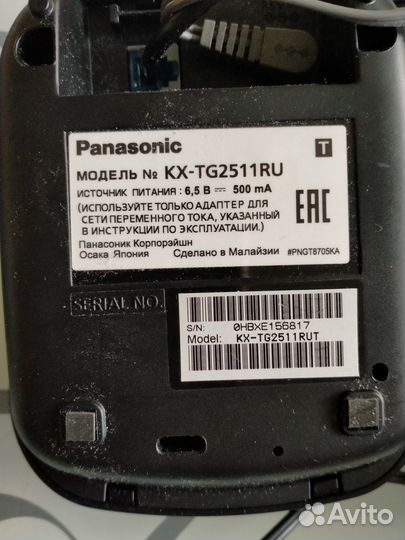 Panasonic
T
МОДЕЛЬ № KX-TG2511RU
ИСТОЧНИК ПИТАНИЯ : 6,5 В ⎓ 500 mA
(ИСПОЛЬЗУЙТЕ ТОЛЬКО АДАПТЕР ДЛЯ
СЕТИ ПЕРЕМЕННОГО ТОКА, УКАЗАННЫЙ
В ИНСТРУКЦИИ ПО ЭКСПЛУАТАЦИИ.)
EAC
Панасоник Корпорэйшн
Осака Япония Сделано в Малайзии #PNGT8705KA
SERIAL NO.
S/N: 0HBXE156817
Model: KX-TG2511RUT
Avito